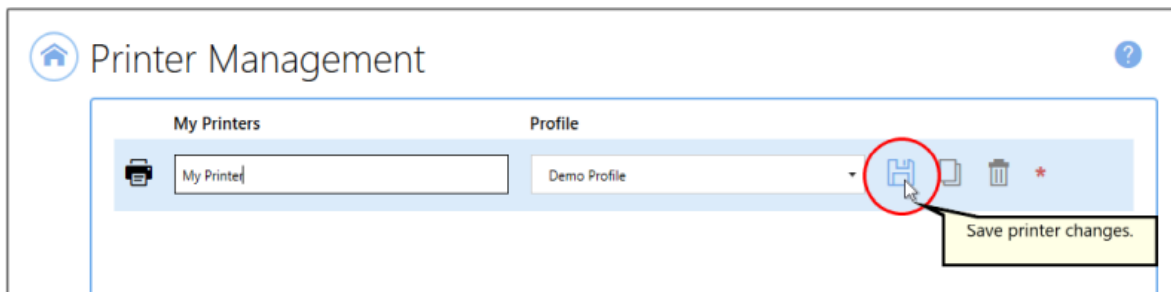 Printer Management
?
My Printers Profile
My Printer Demo Profile *
Save printer changes.